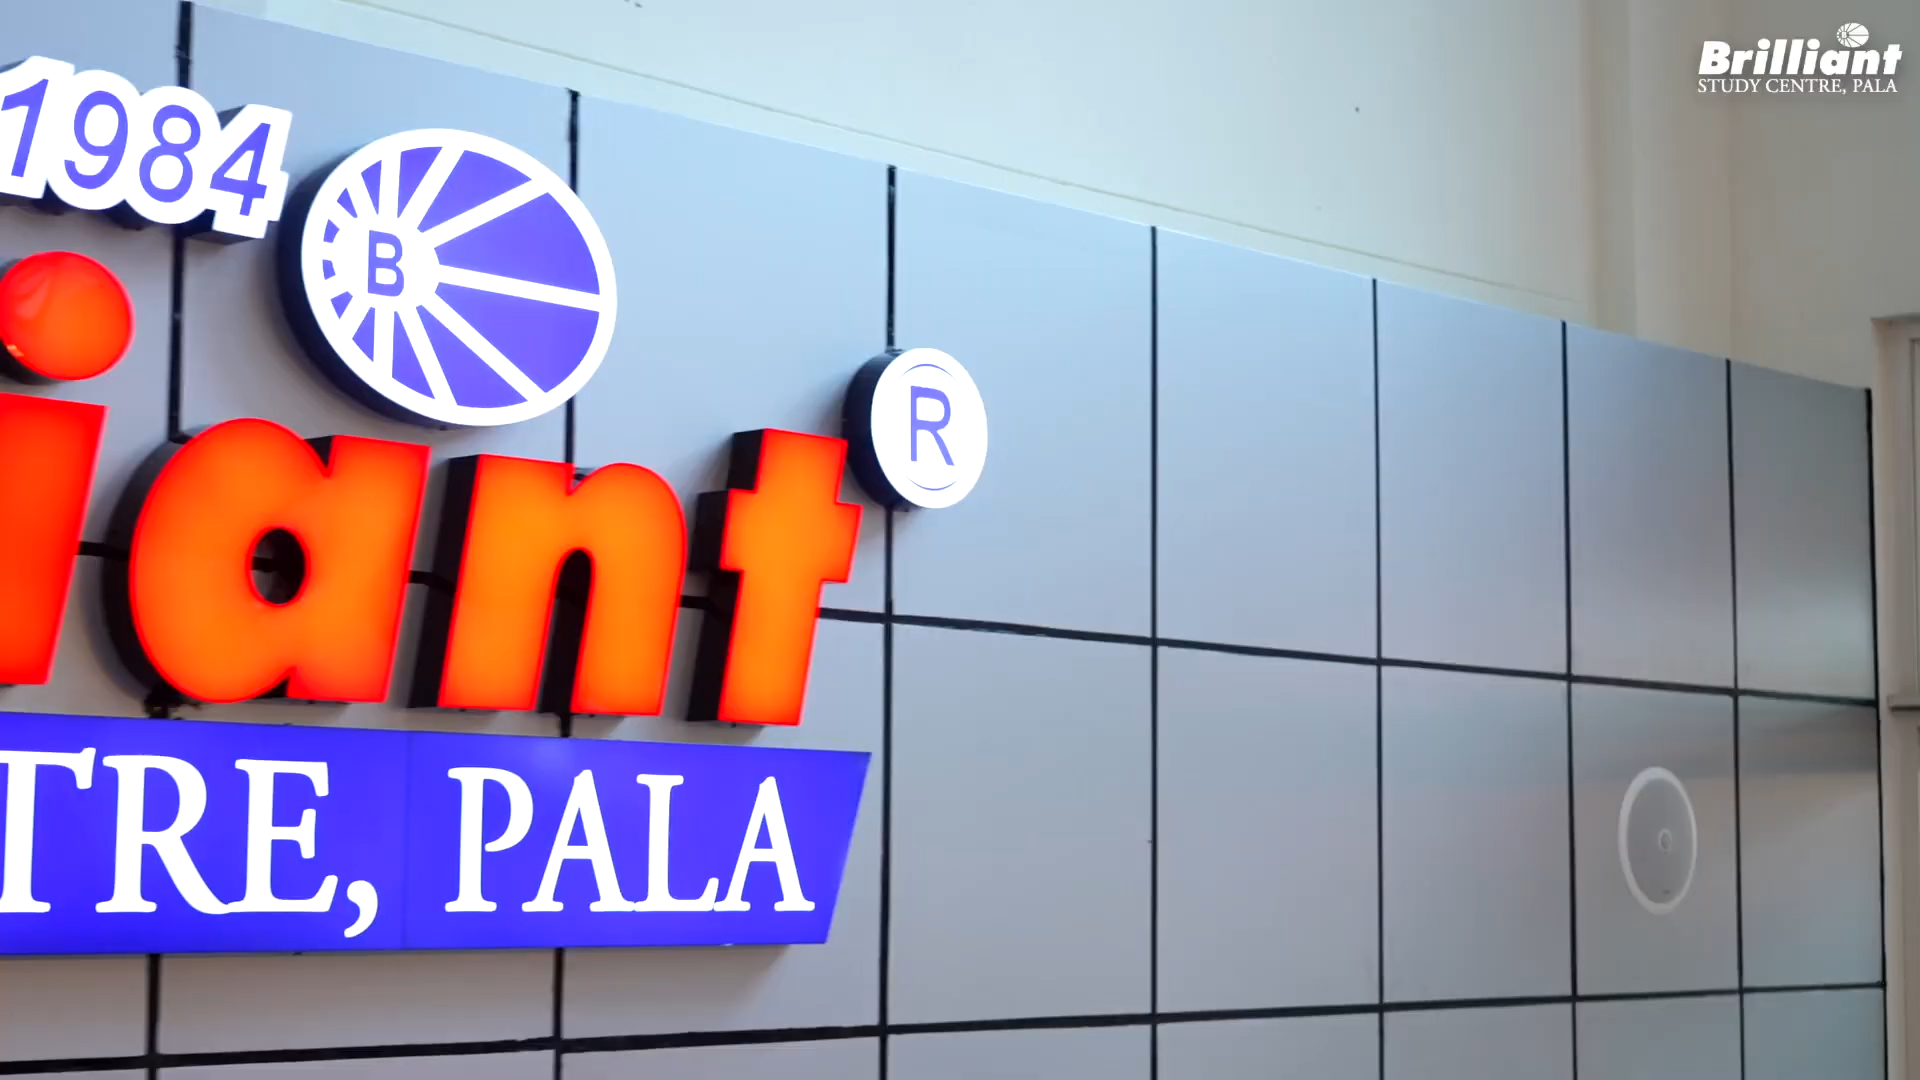 Brilliant
STUDY CENTRE, PALA
1984
B
iant
R
TRE, PALA